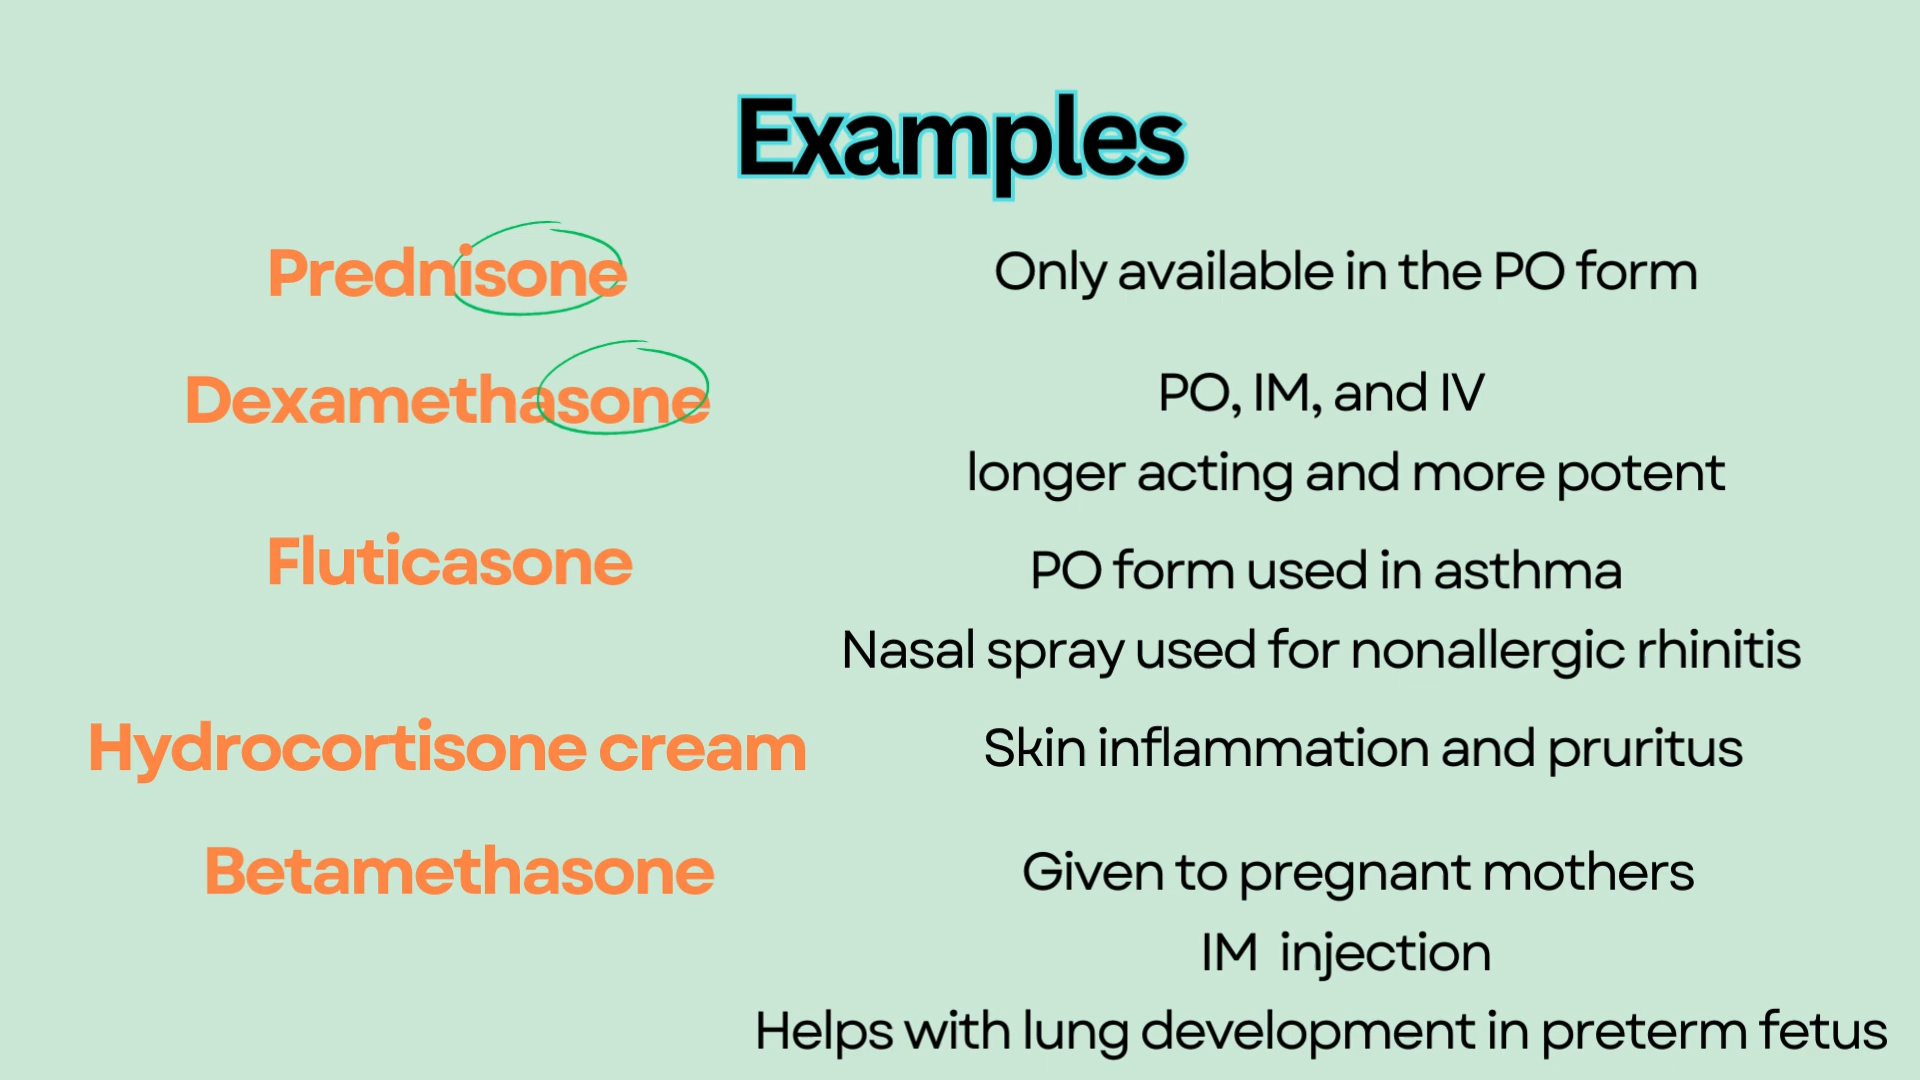 Examples
Prednisone
Only available in the PO form
Dexamethasone
PO, IM, and IV
longer acting and more potent
Fluticasone
PO form used in asthma
Nasal spray used for nonallergic rhinitis
Hydrocortisone cream
Skin inflammation and pruritus
Betamethasone
Given to pregnant mothers
IM injection
Helps with lung development in preterm fetus